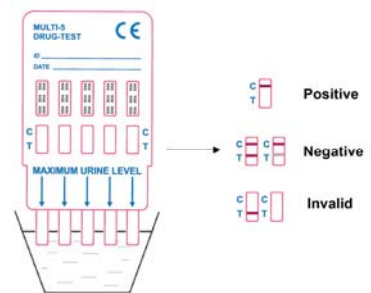 MULTI-5
DRUG-TEST
CE
ID
DATE
C C
T T
MAXIMUM URINE LEVEL
C
T
Positive
C C
T T
Negative
C C
T T
Invalid